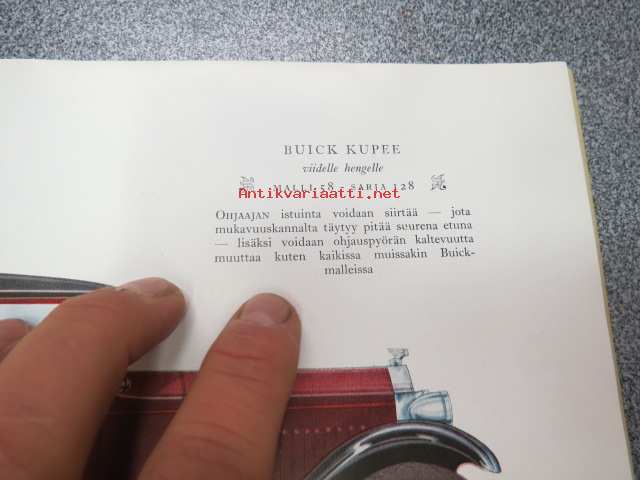 BUICK KUPEE
viidelle hengelle
MALLI 58 SARJA 128
Antikvariaatti.net
OHJAAJAN istuinta voidaan siirtää — jota
mukavuuskannalta täytyy pitää seurena etuna
— lisäksi voidaan ohjauspyörän kaltevuutta
muuttaa kuten kaikissa muissakin Buick-
malleissa